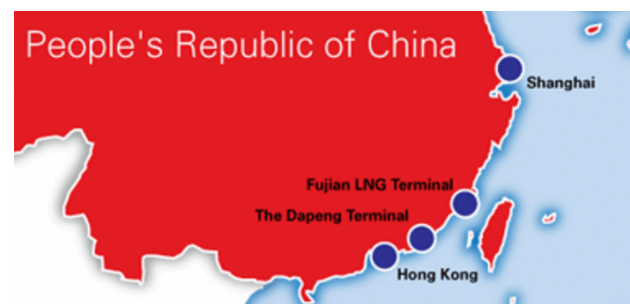 People's Republic of China
Shanghai
Fujian LNG Terminal
The Dapeng Terminal
Hong Kong